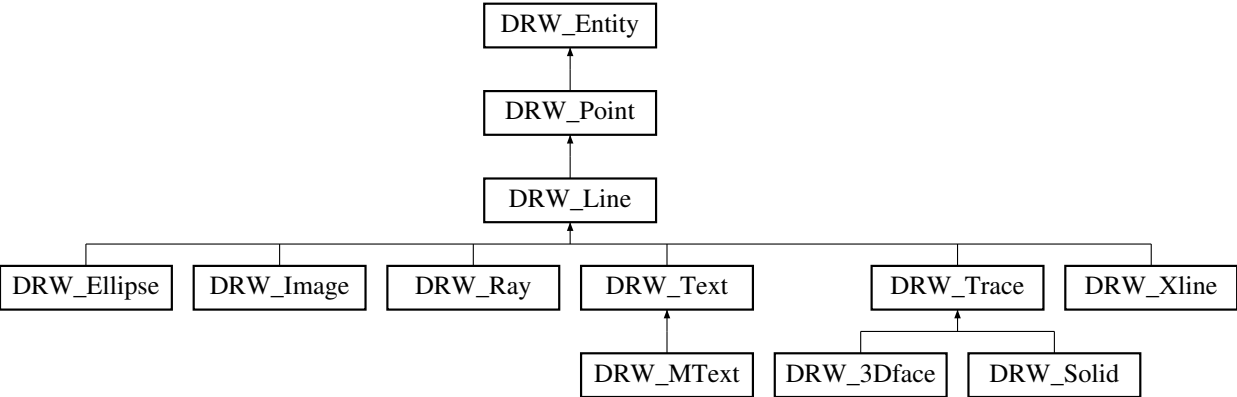 DRW_Entity
DRW_Point
DRW_Line
DRW_Ellipse
DRW_Image
DRW_Ray
DRW_Text
DRW_Trace
DRW_Xline
DRW_MText
DRW_3Dface
DRW_Solid